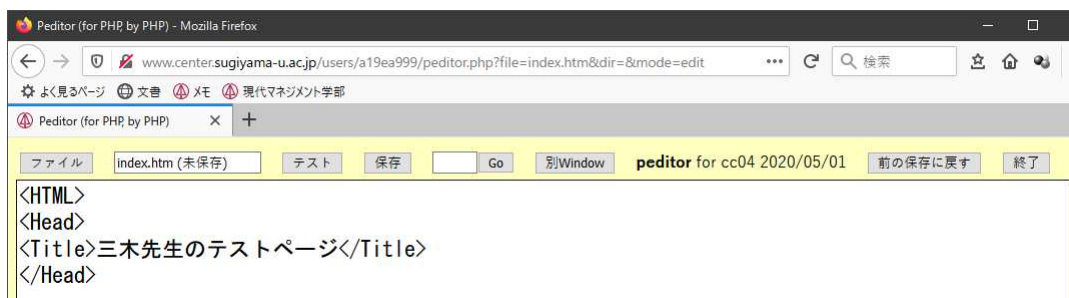 Peditor (for PHP, by PHP) - Mozilla Firefox
www.center.sugiyama-u.ac.jp/users/a19ea999/peditor.php?file=index.htm&dir=&mode=edit 検索
よく見るページ 文書 メモ 現代マネジメント学部
Peditor (for PHP, by PHP)
ファイル index.htm (未保存) テスト 保存 Go 別Window peditor for cc04 2020/05/01 前の保存に戻す 終了
<HTML>
<Head>
<Title>三木先生のテストページ</Title>
</Head>